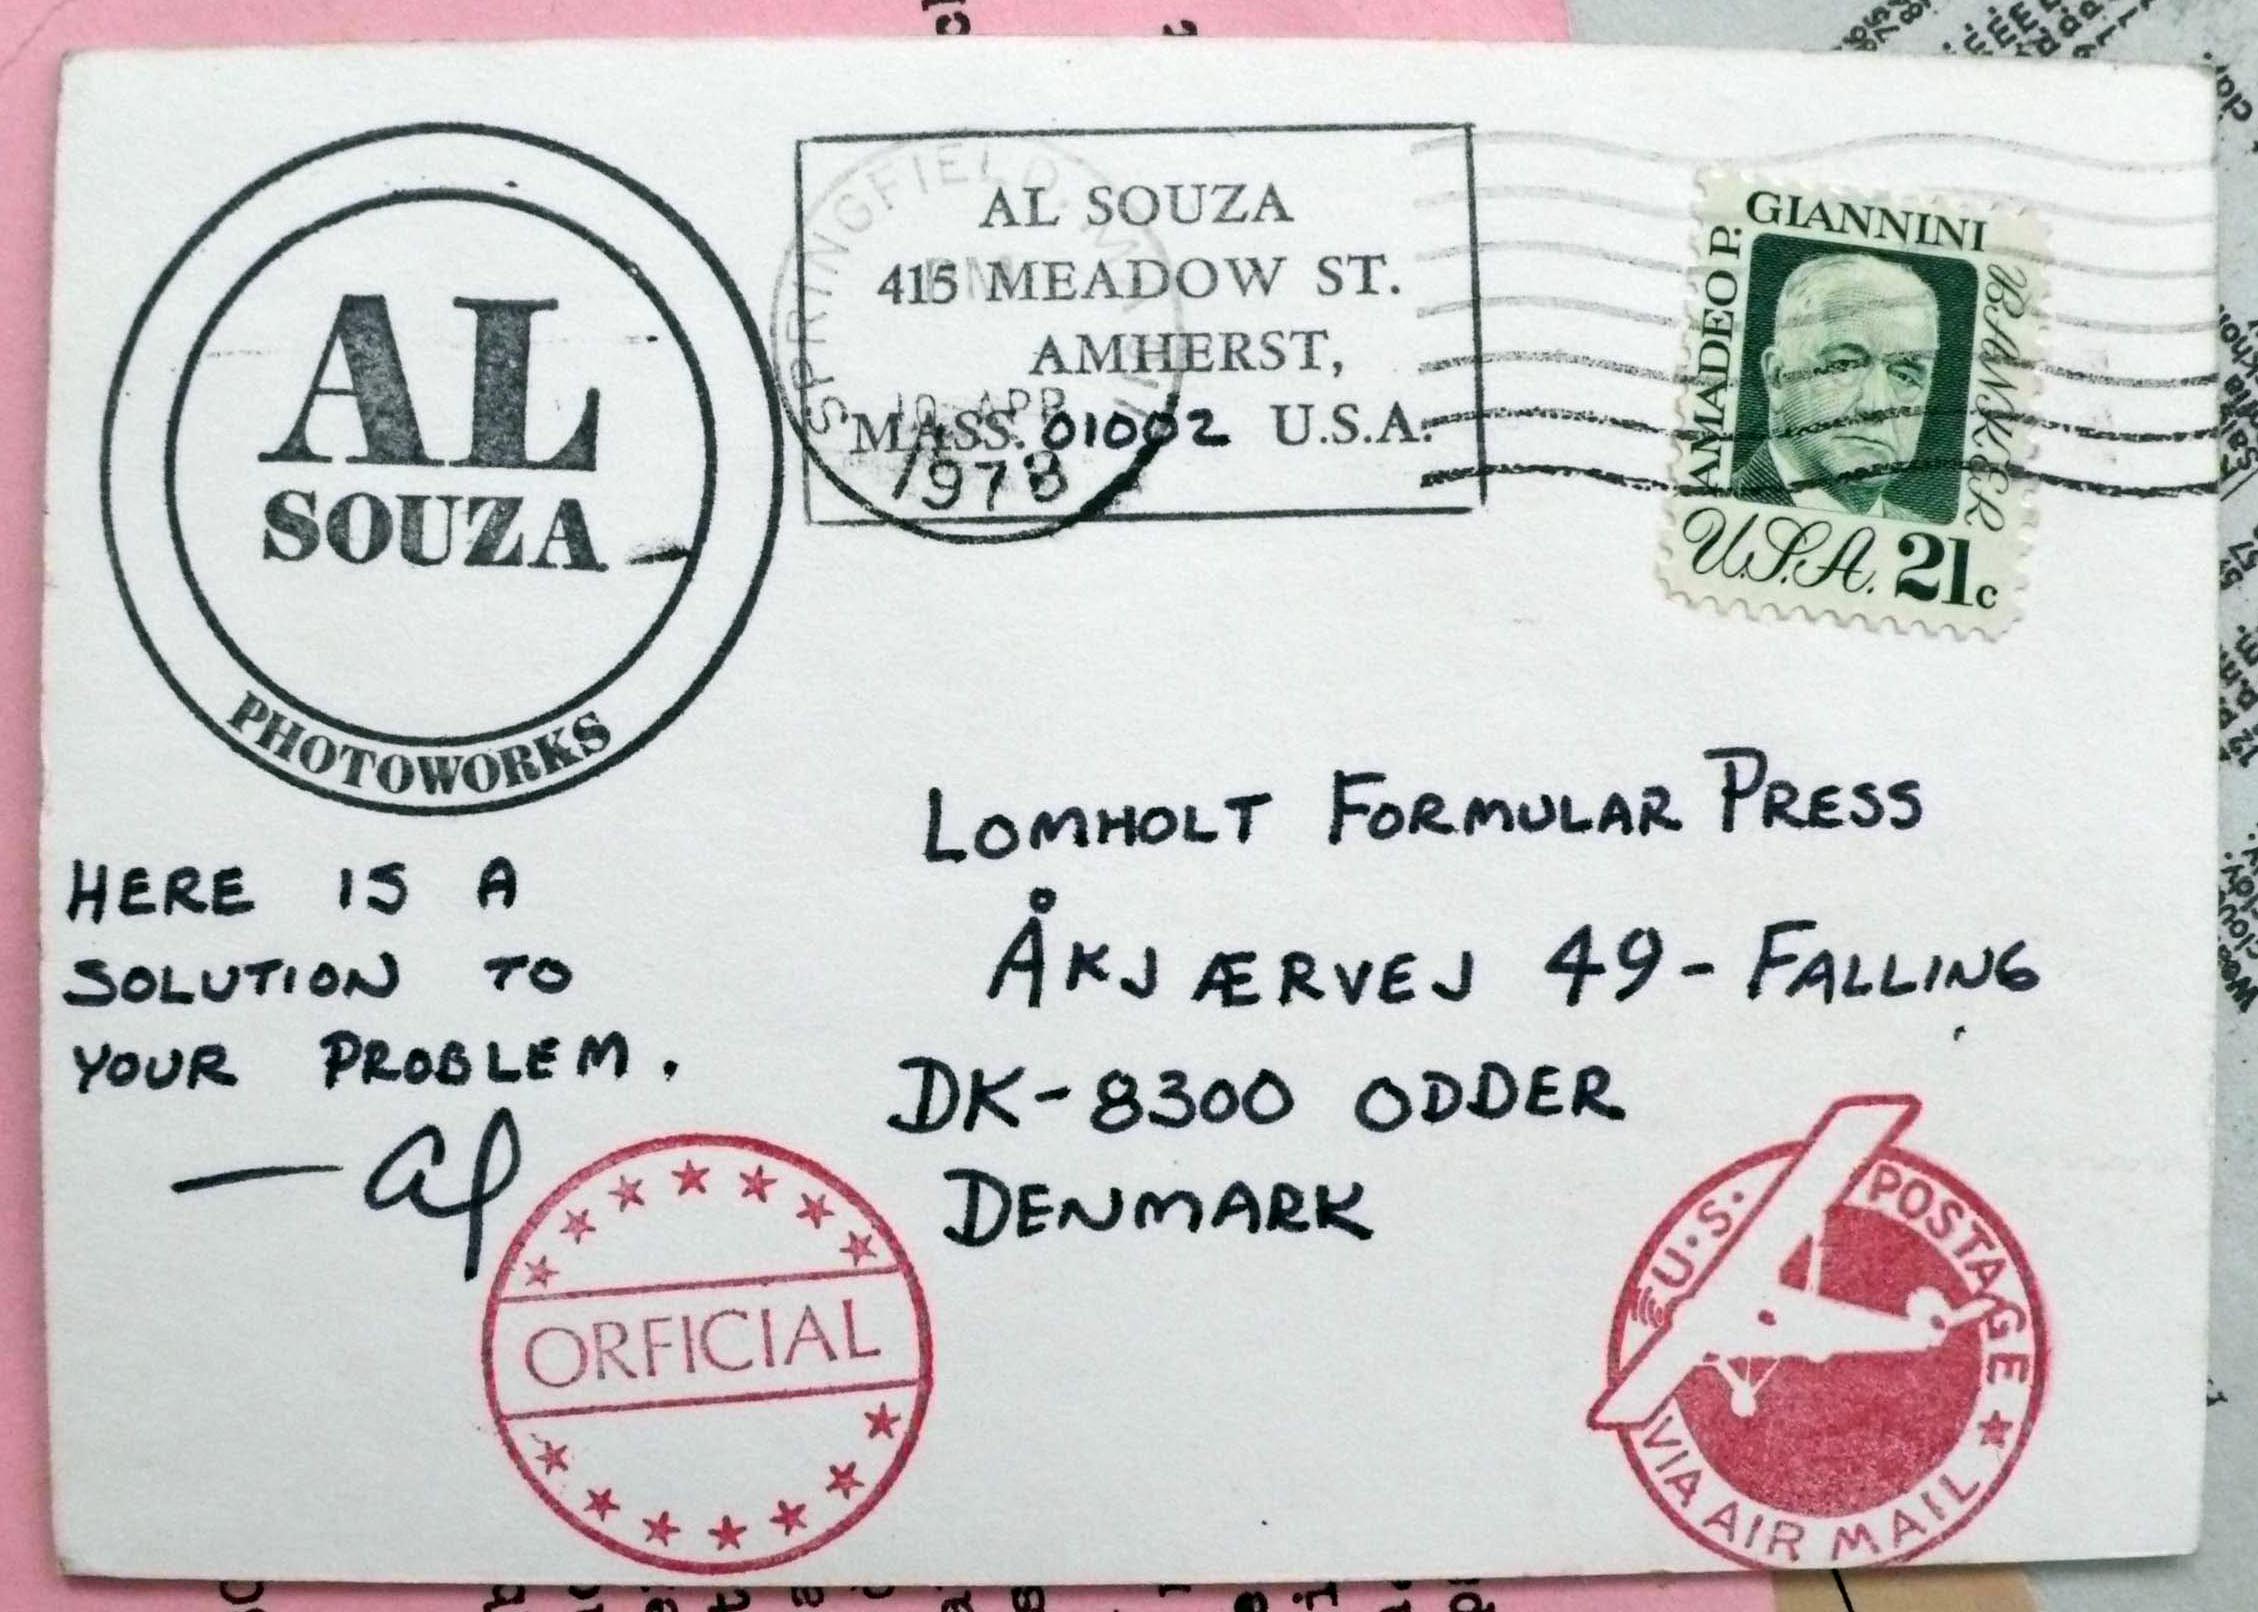 AL
SOUZA
PHOTOWORKS
AL SOUZA
415 MEADOW ST.
AMHERST,
MASS. 01002 U.S.A.
SPRINGFIELD, M
PM
10 APR
1978
AMADEO P. GIANNINI
BANKER
U.S.A. 21c
HERE IS A
SOLUTION TO
YOUR PROBLEM.
— al
LOMHOLT FORMULAR PRESS
ÅKJÆRVEJ 49 - FALLING
DK-8300 ODDER
DENMARK
ORFICIAL
U.S. POSTAGE
VIA AIR MAIL